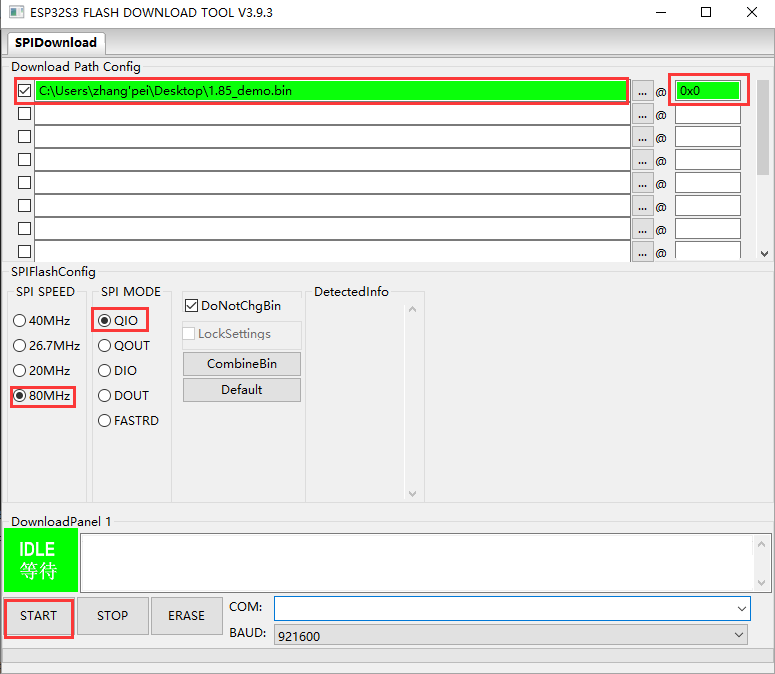 ESP32S3 FLASH DOWNLOAD TOOL V3.9.3
SPIDownload
Download Path Config
C:\Users\zhang'pei\Desktop\1.85_demo.bin ... @ 0x0
... @
... @
... @
... @
... @
... @
... @
SPIFlashConfig
SPI SPEED
40MHz
26.7MHz
20MHz
80MHz
SPI MODE
QIO
QOUT
DIO
DOUT
FASTRD
DoNotChgBin
LockSettings
CombineBin
Default
DetectedInfo
DownloadPanel 1
IDLE
等待
START STOP ERASE
COM:
BAUD: 921600